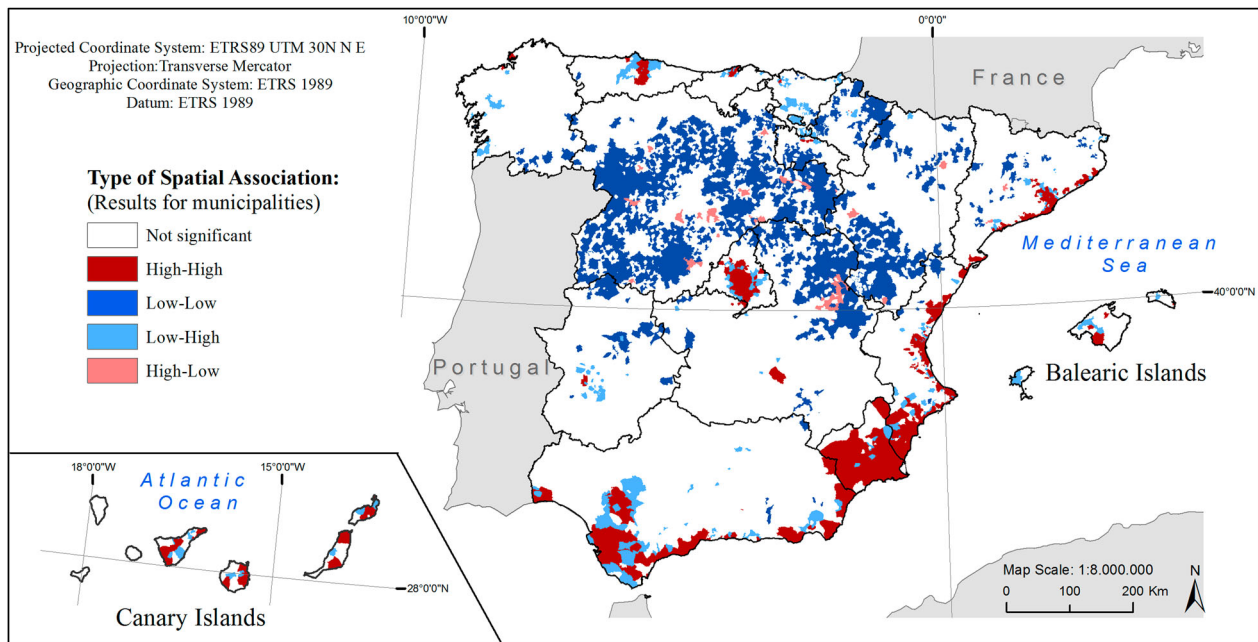 10°0'0"W
0°0'0"
Projected Coordinate System: ETRS89 UTM 30N N E
Projection:Transverse Mercator
Geographic Coordinate System: ETRS 1989
Datum: ETRS 1989
France
Type of Spatial Association:
(Results for municipalities)
Not significant
High-High
Low-Low
Low-High
High-Low
Mediterranean
Sea
40°0'0"N
Portugal
Balearic Islands
18°0'0"W
15°0'0"W
Atlantic
Ocean
28°0'0"N
Canary Islands
Map Scale: 1:8.000.000
N
0 100 200 Km